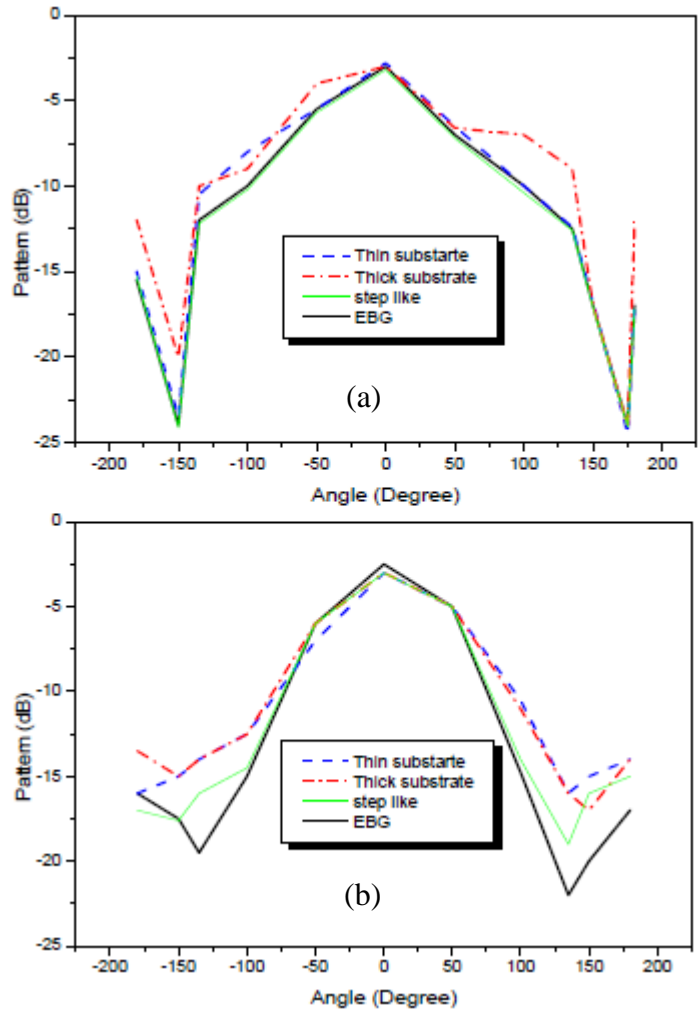 0
-5
-10
-15
-20
-25
Pattern (dB)
Thin substarte
Thick substrate
step like
EBG
(a)
-200 -150 -100 -50 0 50 100 150 200
Angle (Degree)
0
-5
-10
-15
-20
-25
Pattern (dB)
Thin substarte
Thick substrate
step like
EBG
(b)
-200 -150 -100 -50 0 50 100 150 200
Angle (Degree)